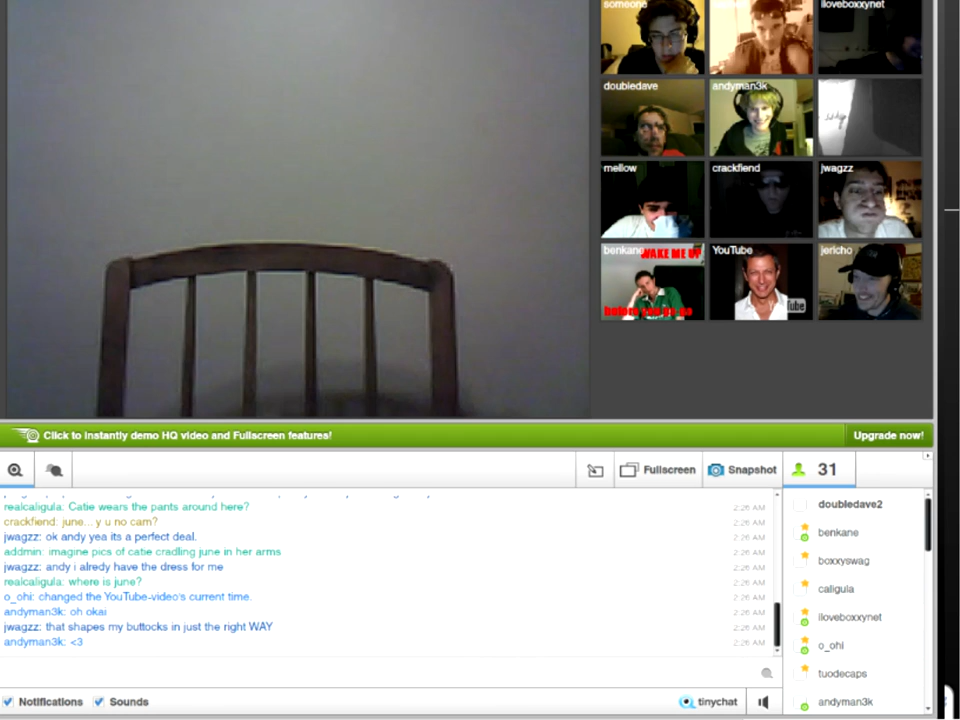 someone
iloveboxxynet
doubledave
andyman3k
mellow
crackfiend
jwagzz
benkane
WAKE ME UP
before you go go
YouTube
Tube
jericho
Click to instantly demo HQ video and Fullscreen features!
Upgrade now!
Fullscreen
Snapshot
31
realcaligula: Catie wears the pants around here? 2:26 AM
crackfiend: june... y u no cam? 2:26 AM
jwagzz: ok andy yea its a perfect deal. 2:26 AM
addmin: imagine pics of catie cradling june in her arms 2:26 AM
jwagzz: andy i alredy have the dress for me 2:26 AM
realcaligula: where is june? 2:26 AM
o_ohi: changed the YouTube-video's current time. 2:26 AM
andyman3k: oh okai 2:26 AM
jwagzz: that shapes my buttocks in just the right WAY 2:26 AM
andyman3k: <3 2:26 AM
doubledave2
benkane
boxxyswag
caligula
iloveboxxynet
o_ohi
tuodecaps
andyman3k
Notifications
Sounds
tinychat